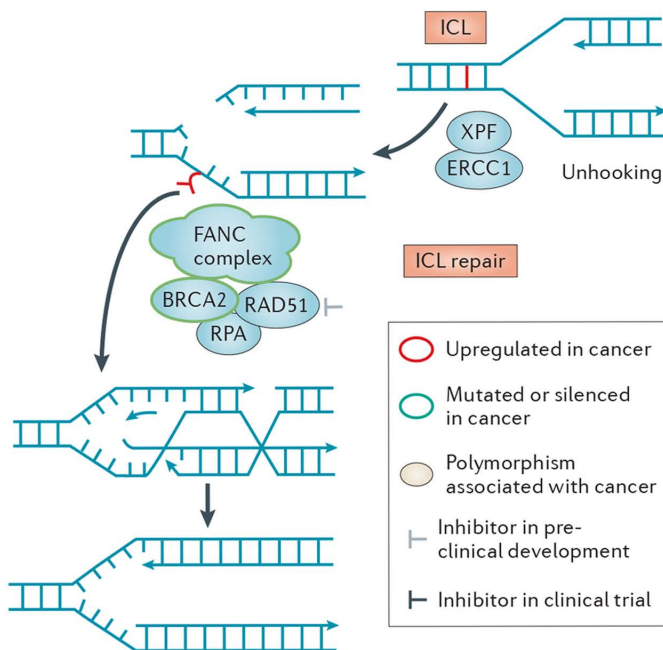 ICL
XPF
ERCC1
Unhooking
FANC
complex
BRCA2
RAD51
RPA
ICL repair
Upregulated in cancer
Mutated or silenced
in cancer
Polymorphism
associated with cancer
Inhibitor in pre-
clinical development
Inhibitor in clinical trial